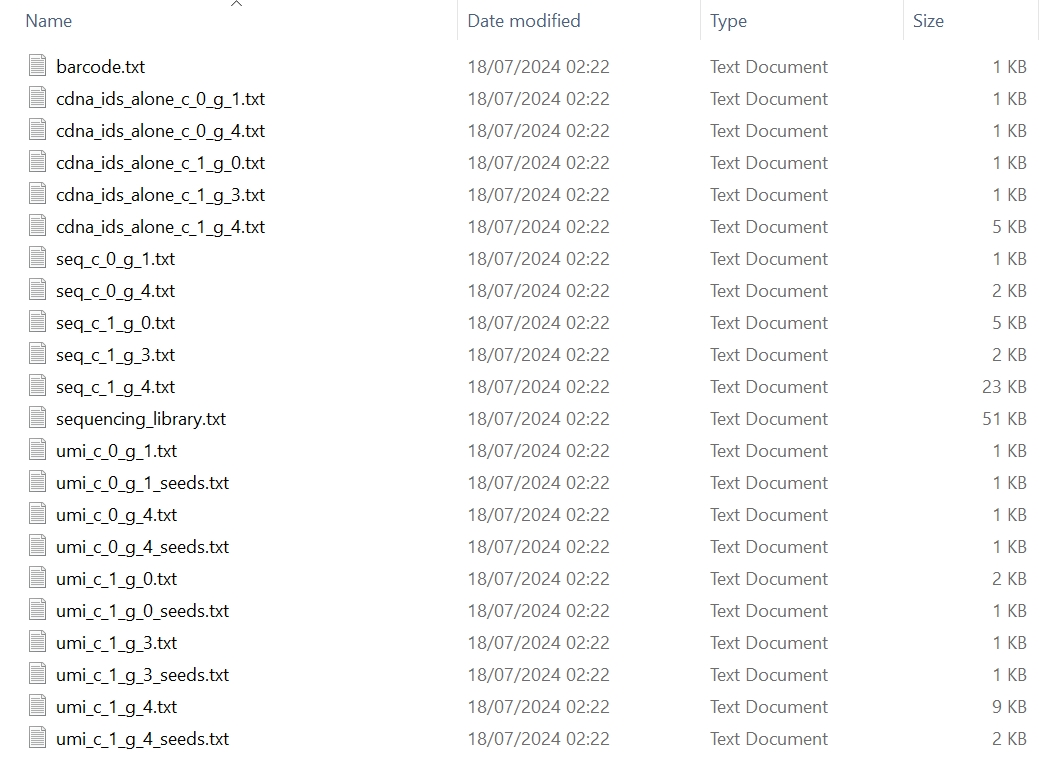 Name Date modified Type Size
barcode.txt 18/07/2024 02:22 Text Document 1 KB
cdna_ids_alone_c_0_g_1.txt 18/07/2024 02:22 Text Document 1 KB
cdna_ids_alone_c_0_g_4.txt 18/07/2024 02:22 Text Document 1 KB
cdna_ids_alone_c_1_g_0.txt 18/07/2024 02:22 Text Document 1 KB
cdna_ids_alone_c_1_g_3.txt 18/07/2024 02:22 Text Document 1 KB
cdna_ids_alone_c_1_g_4.txt 18/07/2024 02:22 Text Document 5 KB
seq_c_0_g_1.txt 18/07/2024 02:22 Text Document 1 KB
seq_c_0_g_4.txt 18/07/2024 02:22 Text Document 2 KB
seq_c_1_g_0.txt 18/07/2024 02:22 Text Document 5 KB
seq_c_1_g_3.txt 18/07/2024 02:22 Text Document 2 KB
seq_c_1_g_4.txt 18/07/2024 02:22 Text Document 23 KB
sequencing_library.txt 18/07/2024 02:22 Text Document 51 KB
umi_c_0_g_1.txt 18/07/2024 02:22 Text Document 1 KB
umi_c_0_g_1_seeds.txt 18/07/2024 02:22 Text Document 1 KB
umi_c_0_g_4.txt 18/07/2024 02:22 Text Document 1 KB
umi_c_0_g_4_seeds.txt 18/07/2024 02:22 Text Document 1 KB
umi_c_1_g_0.txt 18/07/2024 02:22 Text Document 2 KB
umi_c_1_g_0_seeds.txt 18/07/2024 02:22 Text Document 1 KB
umi_c_1_g_3.txt 18/07/2024 02:22 Text Document 1 KB
umi_c_1_g_3_seeds.txt 18/07/2024 02:22 Text Document 1 KB
umi_c_1_g_4.txt 18/07/2024 02:22 Text Document 9 KB
umi_c_1_g_4_seeds.txt 18/07/2024 02:22 Text Document 2 KB